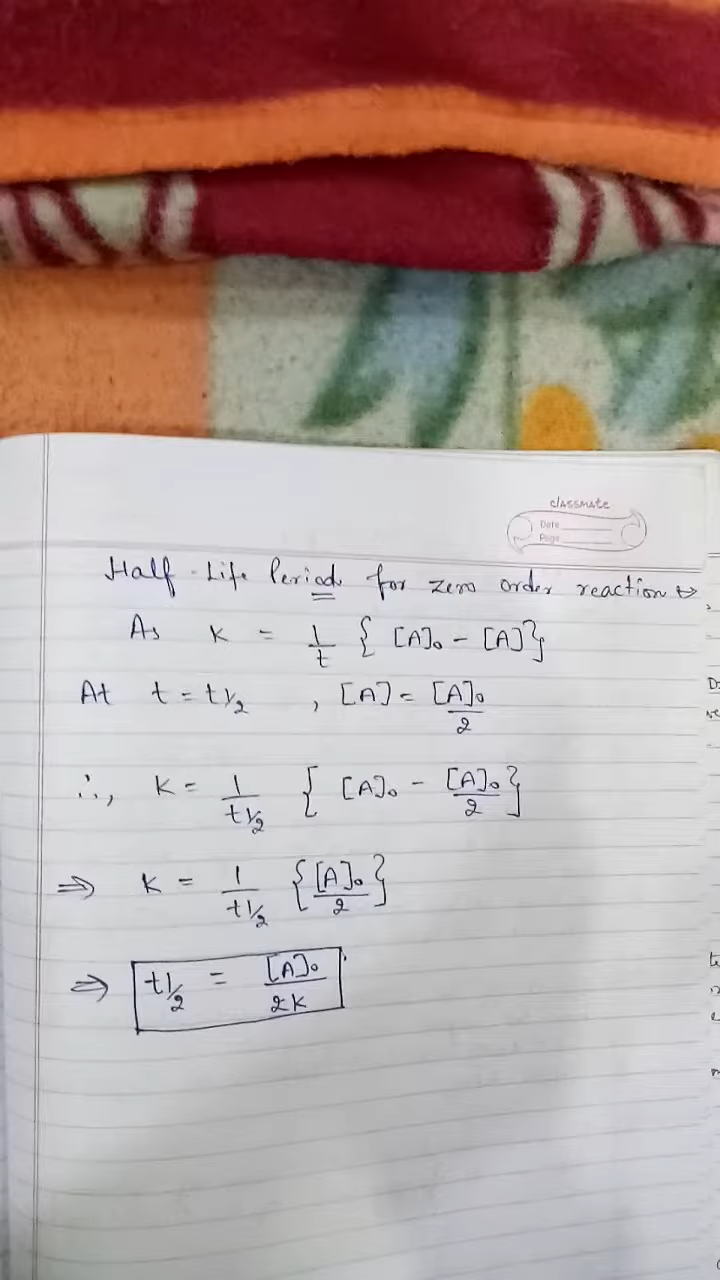 classmate
Date
Page
Half-Life Period for zero order reaction
As K = 1/t { [A]₀ - [A] }
At t = t1/2 , [A] = [A]₀/2
∴, K = 1/t1/2 { [A]₀ - [A]₀/2 }
⇒ K = 1/t1/2 { [A]₀/2 }
⇒ t1/2 = [A]₀/2K